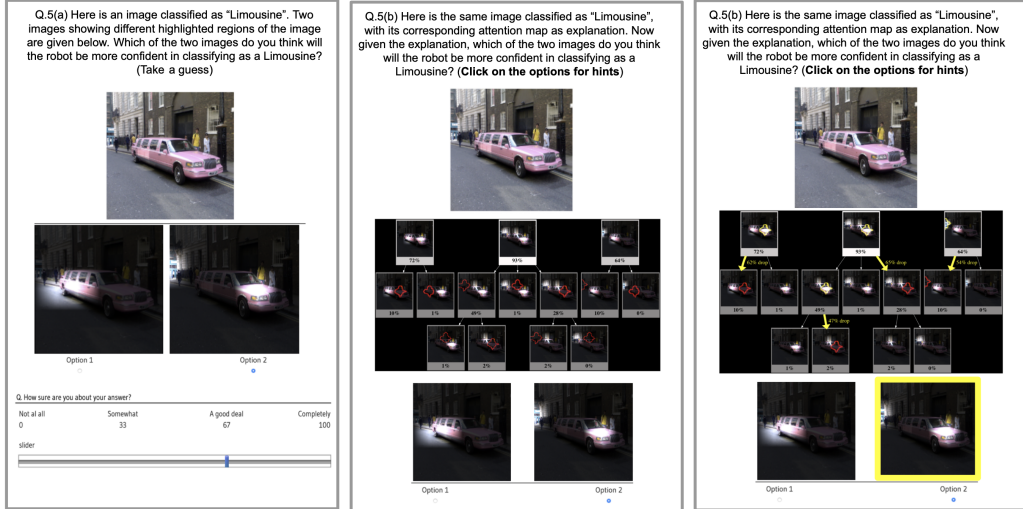 Q.5(a) Here is an image classified as “Limousine”. Two
images showing different highlighted regions of the image
are given below. Which of the two images do you think will
the robot be more confident in classifying as a Limousine?
(Take a guess)
Option 1
Option 2
Q. How sure are you about your answer?
Not al all
Somewhat
A good deal
Completely
0
33
67
100
slider
Q.5(b) Here is the same image classified as “Limousine”,
with its corresponding attention map as explanation. Now
given the explanation, which of the two images do you think
will the robot be more confident in classifying as a
Limousine? (Click on the options for hints)
72%
93%
64%
10%
1%
49%
1%
28%
10%
0%
1%
2%
2%
0%
Option 1
Option 2
Q.5(b) Here is the same image classified as “Limousine”,
with its corresponding attention map as explanation. Now
given the explanation, which of the two images do you think
will the robot be more confident in classifying as a
Limousine? (Click on the options for hints)
72%
93%
64%
62% drop
65% drop
54% drop
10%
1%
49%
1%
28%
10%
0%
47% drop
1%
2%
2%
0%
Option 1
Option 2